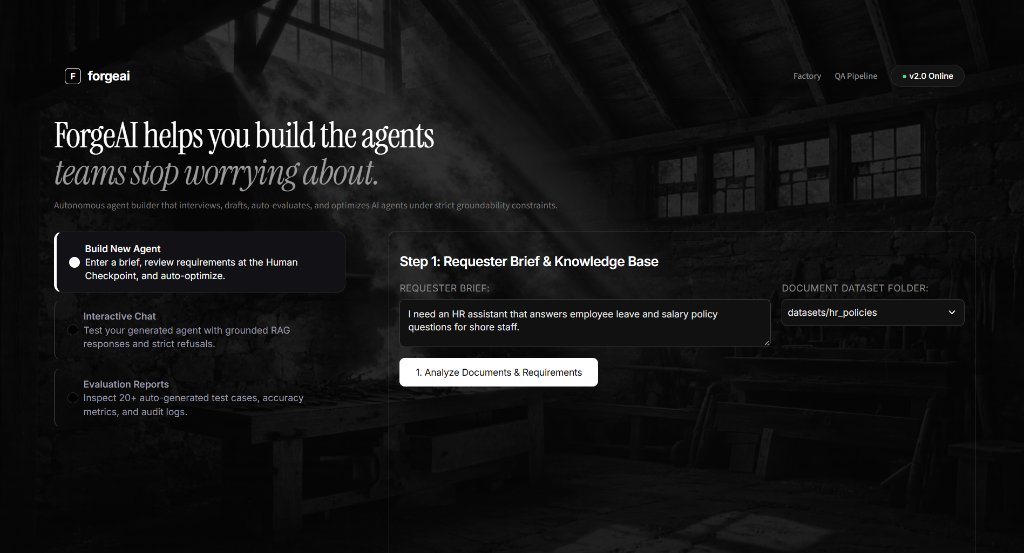 F forgeai
Factory
QA Pipeline
v2.0 Online
ForgeAI helps you build the agents
teams stop worrying about.
Autonomous agent builder that interviews, drafts, auto-evaluates, and optimizes AI agents under strict groundability constraints.
Build New Agent
Enter a brief, review requirements at the Human
Checkpoint, and auto-optimize.
Interactive Chat
Test your generated agent with grounded RAG
responses and strict refusals.
Evaluation Reports
Inspect 20+ auto-generated test cases, accuracy
metrics, and audit logs.
Step 1: Requester Brief & Knowledge Base
REQUESTER BRIEF:
I need an HR assistant that answers employee leave and salary policy
questions for shore staff.
DOCUMENT DATASET FOLDER:
datasets/hr_policies
1. Analyze Documents & Requirements